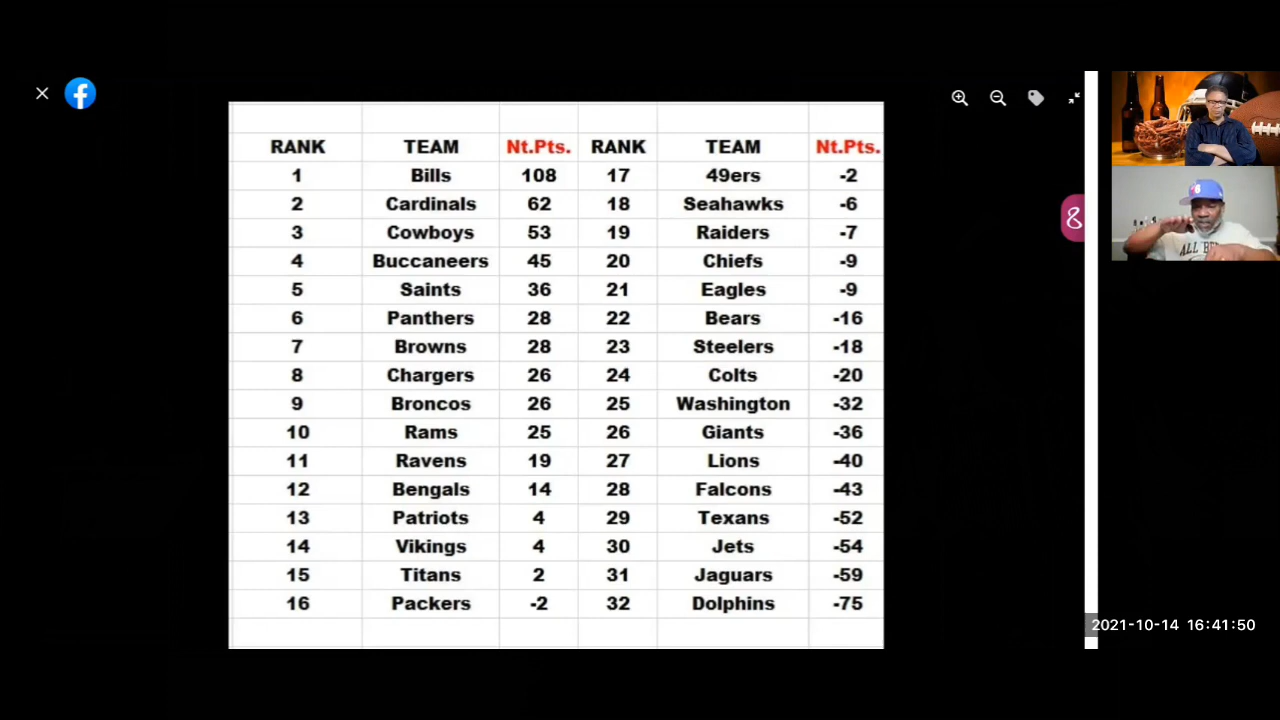 RANK TEAM Nt.Pts. RANK TEAM Nt.Pts.
1 Bills 108 17 49ers -2
2 Cardinals 62 18 Seahawks -6
3 Cowboys 53 19 Raiders -7
4 Buccaneers 45 20 Chiefs -9
5 Saints 36 21 Eagles -9
6 Panthers 28 22 Bears -16
7 Browns 28 23 Steelers -18
8 Chargers 26 24 Colts -20
9 Broncos 26 25 Washington -32
10 Rams 25 26 Giants -36
11 Ravens 19 27 Lions -40
12 Bengals 14 28 Falcons -43
13 Patriots 4 29 Texans -52
14 Vikings 4 30 Jets -54
15 Titans 2 31 Jaguars -59
16 Packers -2 32 Dolphins -75
2021-10-14 16:41:50